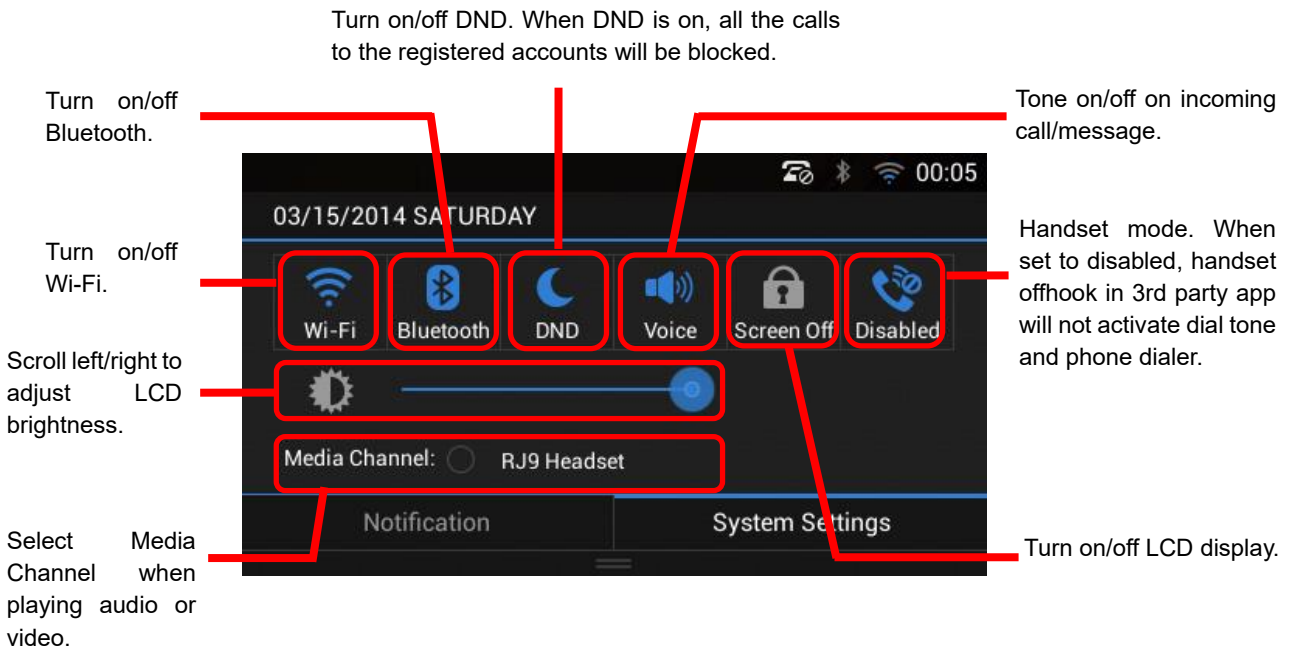 Turn on/off DND. When DND is on, all the calls
to the registered accounts will be blocked.
Turn on/off
Bluetooth.
Tone on/off on incoming
call/message.
00:05
03/15/2014 SATURDAY
Turn on/off
Wi-Fi.
Handset mode. When
set to disabled, handset
offhook in 3rd party app
will not activate dial tone
and phone dialer.
Wi-Fi
Bluetooth
DND
Voice
Screen Off
Disabled
Scroll left/right to
adjust LCD
brightness.
Media Channel:
RJ9 Headset
Notification
System Settings
Select Media
Channel when
playing audio or
video.
Turn on/off LCD display.